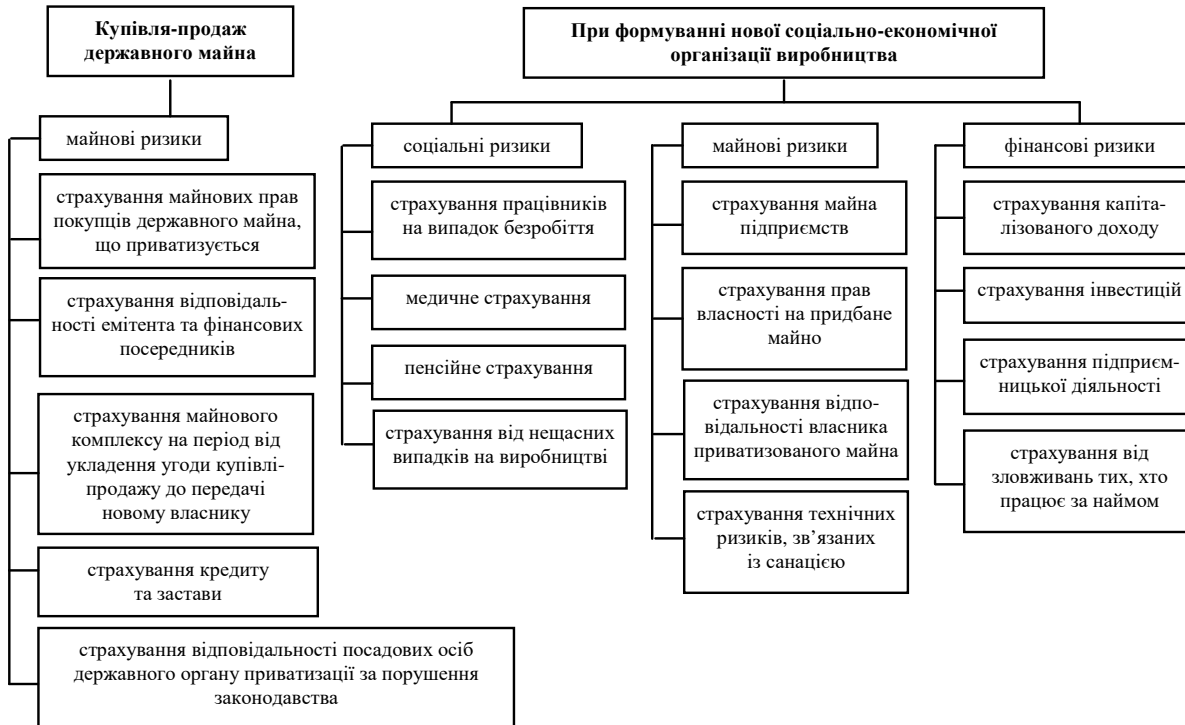 Купівля-продаж
державного майна
При формуванні нової соціально-економічної
організації виробництва
майнові ризики
страхування майнових прав
покупців державного майна,
що приватизується
страхування відповідаль-
ності емітента та фінансових
посередників
страхування майнового
комплексу на період від
укладення угоди купівлі-
продажу до передачі
новому власнику
страхування кредиту
та застави
страхування відповідальності посадових осіб
державного органу приватизації за порушення
законодавства
соціальні ризики
страхування працівників
на випадок безробіття
медичне страхування
пенсійне страхування
страхування від нещасних
випадків на виробництві
майнові ризики
страхування майна
підприємств
страхування прав
власності на придбане
майно
страхування відпо-
відальності власника
приватизованого майна
страхування технічних
ризиків, зв’язаних
із санацією
фінансові ризики
страхування капіта-
лізованого доходу
страхування інвестицій
страхування підприєм-
ницької діяльності
страхування від
зловживань тих, хто
працює за наймом